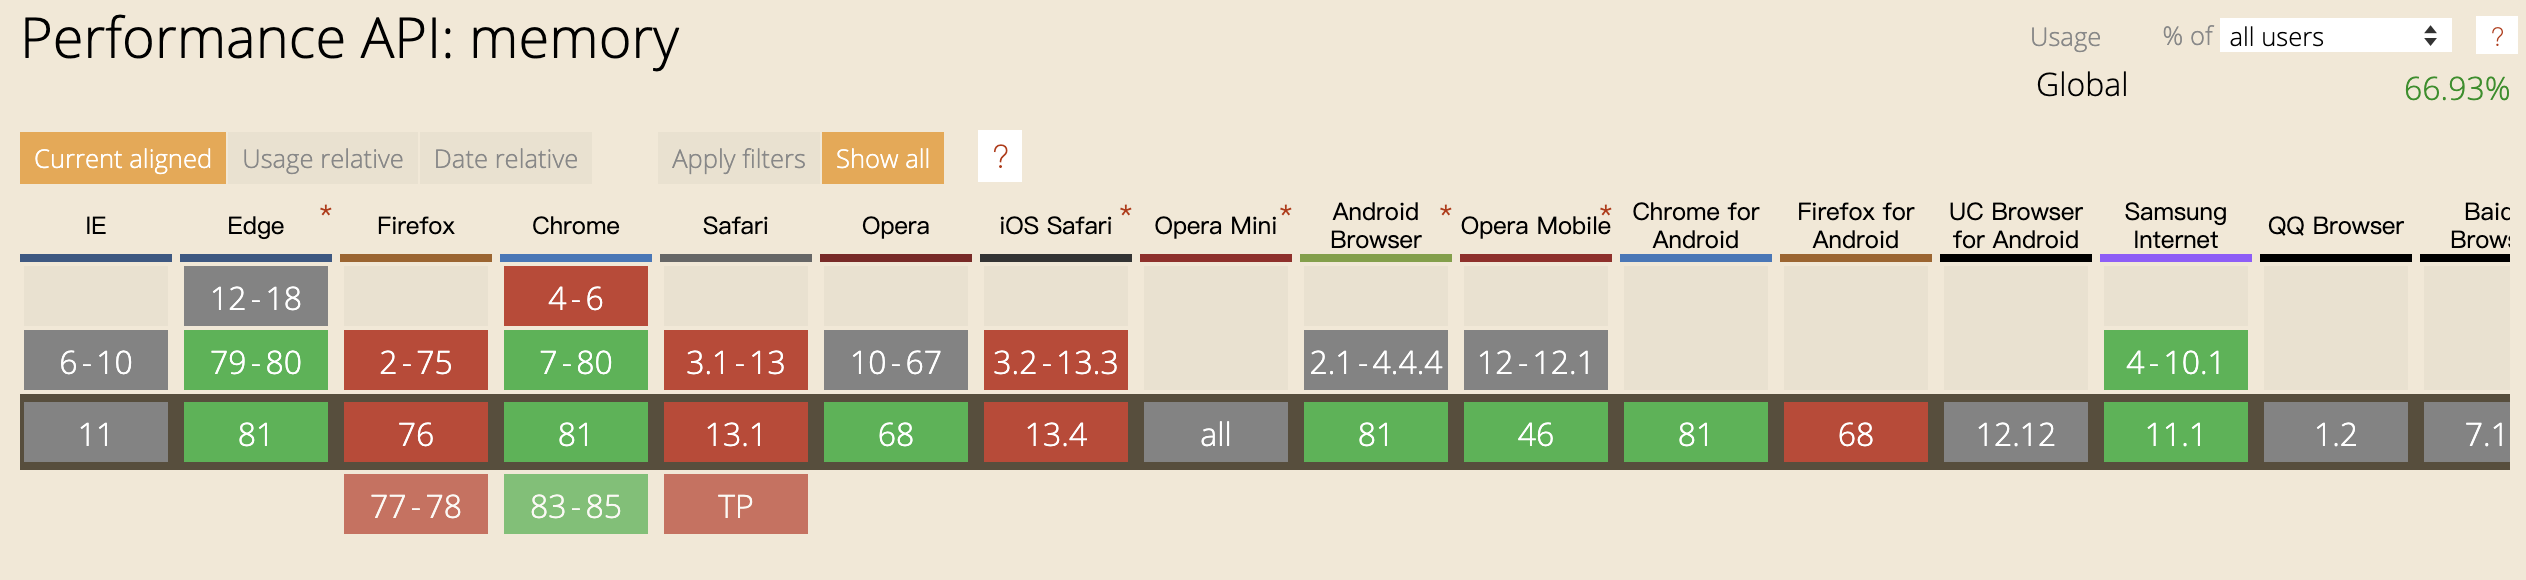 Performance API: memory
Usage % of all users ?
Global 66.93%
Current aligned Usage relative Date relative Apply filters Show all ?
IE
Edge *
Firefox
Chrome
Safari
Opera
iOS Safari *
Opera Mini *
Android Browser *
Opera Mobile *
Chrome for Android
Firefox for Android
UC Browser for Android
Samsung Internet
QQ Browser
12-18 4-6
6-10 79-80 2-75 7-80 3.1-13 10-67 3.2-13.3 2.1-4.4.4 12-12.1 4-10.1
11 81 76 81 13.1 68 13.4 all 81 46 81 68 12.12 11.1 1.2 7.1
77-78 83-85 TP